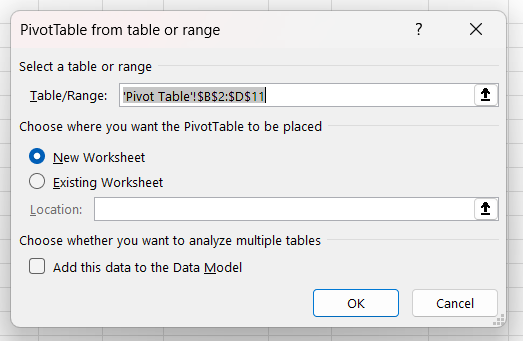 PivotTable from table or range ? ×
Select a table or range
Table/Range: 'Pivot Table'!$B$2:$D$11
Choose where you want the PivotTable to be placed
New Worksheet
Existing Worksheet
Location:
Choose whether you want to analyze multiple tables
Add this data to the Data Model
OK Cancel